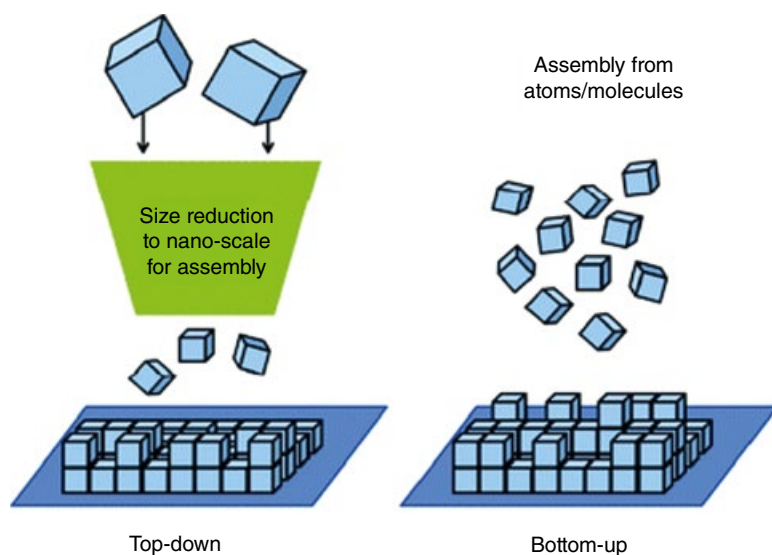 Assembly from
atoms/molecules
Size reduction
to nano-scale
for assembly
Top-down
Bottom-up